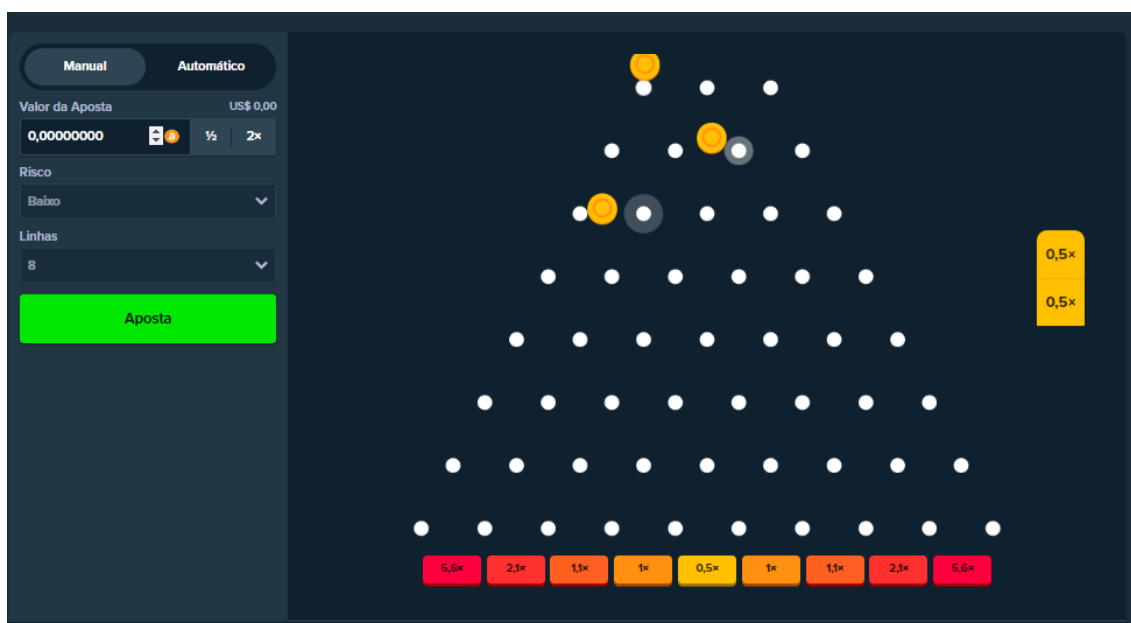 Manual Automático
Valor da Aposta US$ 0,00
0,00000000 ½ 2×
Risco
Baixo
Linhas
8
Aposta
0,5×
0,5×
5,6× 2,1× 1,1× 1× 0,5× 1× 1,1× 2,1× 5,6×